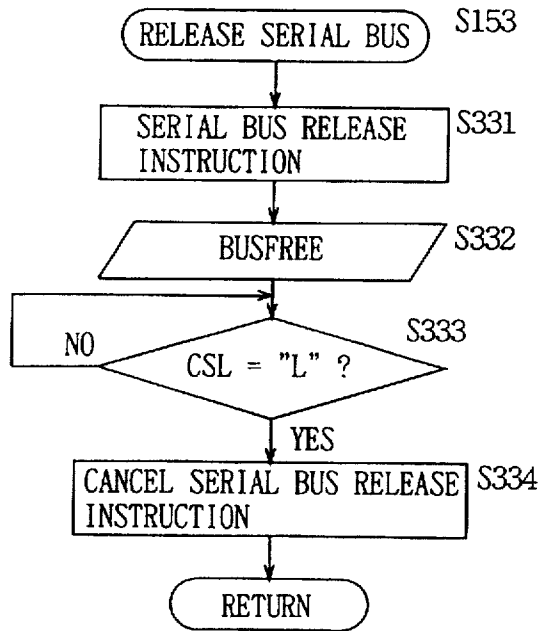 RELEASE SERIAL BUS S153
SERIAL BUS RELEASE S331
INSTRUCTION
BUSFREE S332
S333
NO
CSL = "L" ?
YES
CANCEL SERIAL BUS RELEASE S334
INSTRUCTION
RETURN